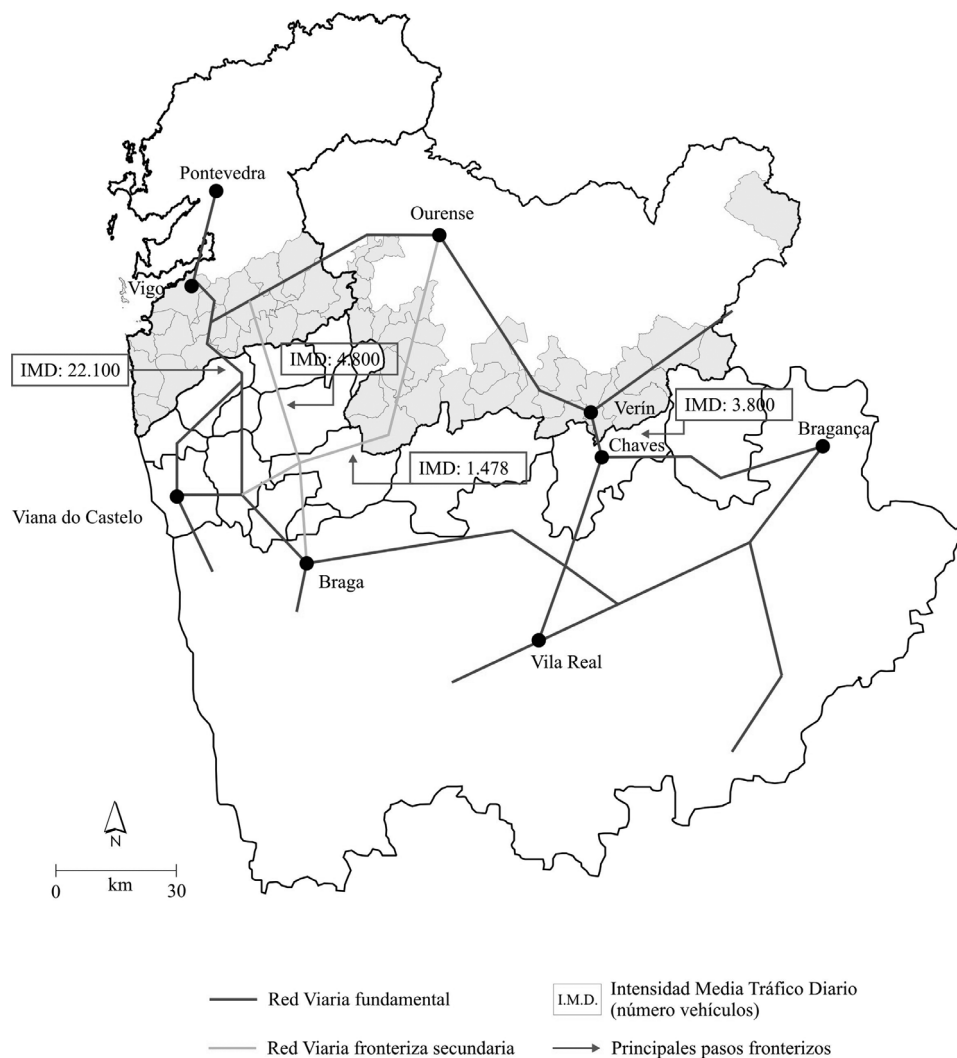 Pontevedra
Ourense
Vigo
IMD: 22.100
IMD: 4.800
Verín
IMD: 3.800
Chaves
Bragança
IMD: 1.478
Viana do Castelo
Braga
Vila Real
N
km
0 30
Red Viaria fundamental
I.M.D. Intensidad Media Tráfico Diario
(número vehículos)
Red Viaria fronteriza secundaria
Principales pasos fronterizos